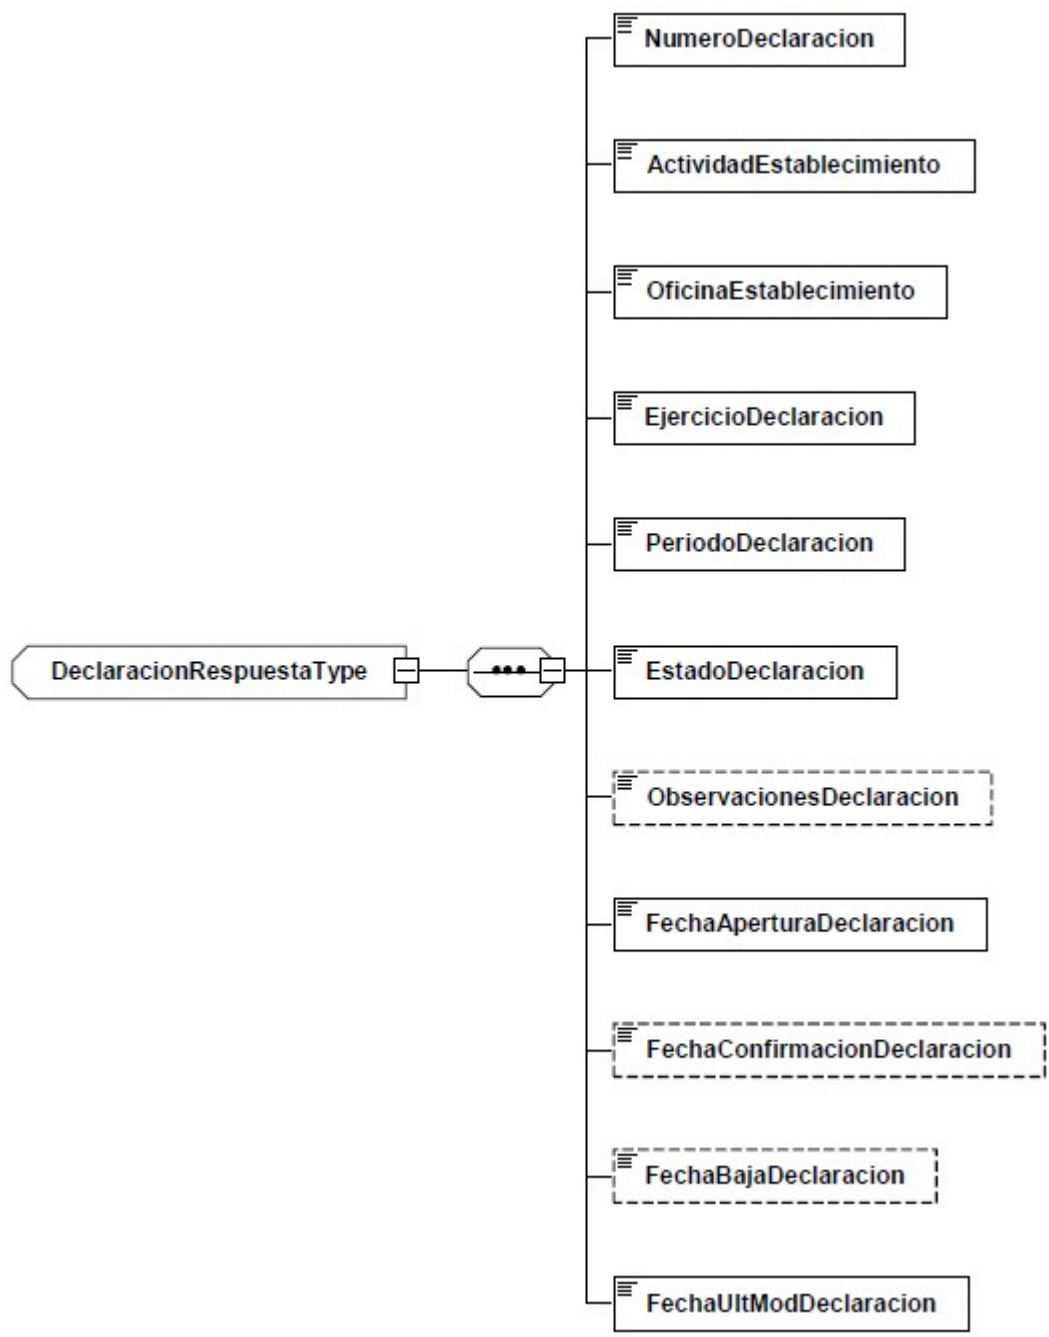 NumeroDeclaracion
ActividadEstablecimiento
OficinaEstablecimiento
EjercicioDeclaracion
PeriodoDeclaracion
DeclaracionRespuestaType
EstadoDeclaracion
ObservacionesDeclaracion
FechaAperturaDeclaracion
FechaConfirmacionDeclaracion
FechaBajaDeclaracion
FechaUltModDeclaracion